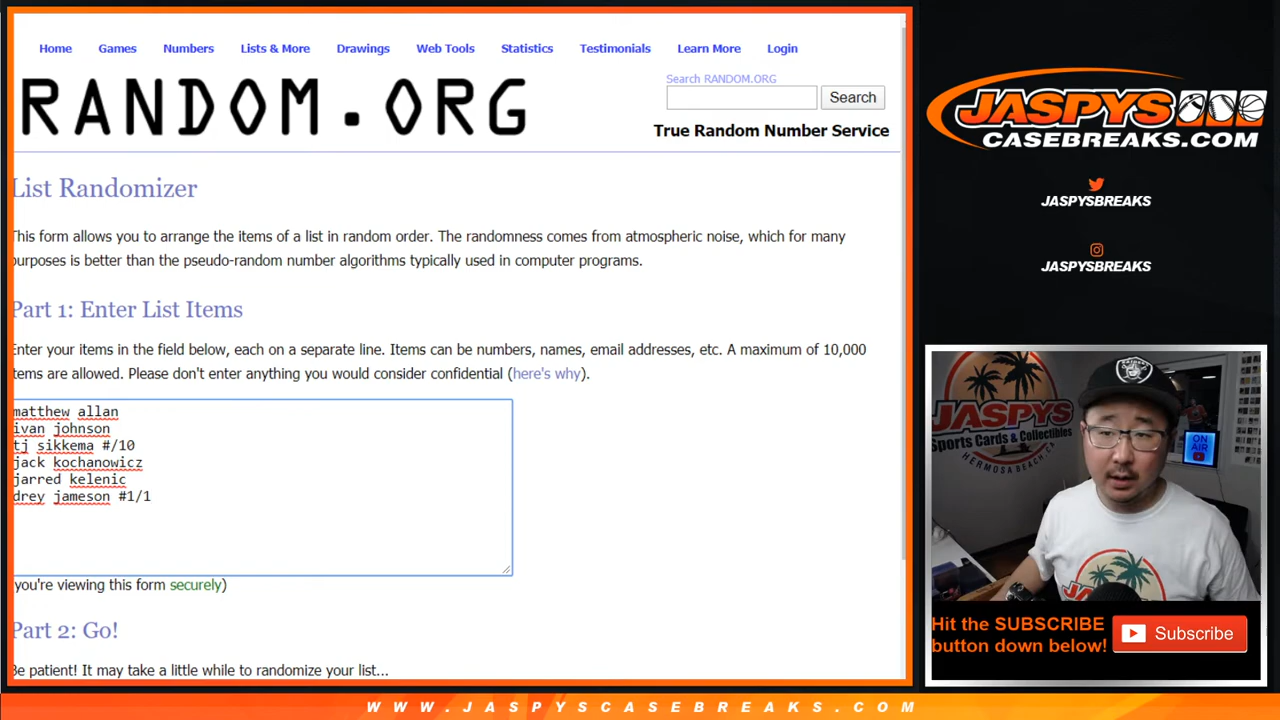 Home Games Numbers Lists & More Drawings Web Tools Statistics Testimonials Learn More Login
RANDOM.ORG
Search RANDOM.ORG
Search
True Random Number Service
List Randomizer
This form allows you to arrange the items of a list in random order. The randomness comes from atmospheric noise, which for many
purposes is better than the pseudo-random number algorithms typically used in computer programs.
Part 1: Enter List Items
Enter your items in the field below, each on a separate line. Items can be numbers, names, email addresses, etc. A maximum of 10,000
items are allowed. Please don't enter anything you would consider confidential (here's why).
matthew allan
ivan johnson
tj sikkema #/10
jack kochanowicz
jarred kelenic
drey jameson #1/1
you're viewing this form securely)
Part 2: Go!
Be patient! It may take a little while to randomize your list...
JASPYS
CASEBREAKS.COM
JASPYSBREAKS
JASPYSBREAKS
JASPYS
Sports Cards & Collectibles
HERMOSA BEACH, CA
ON AIR
Hit the SUBSCRIBE
button down below!
Subscribe
WWW.JASPYSCASEBREAKS.COM